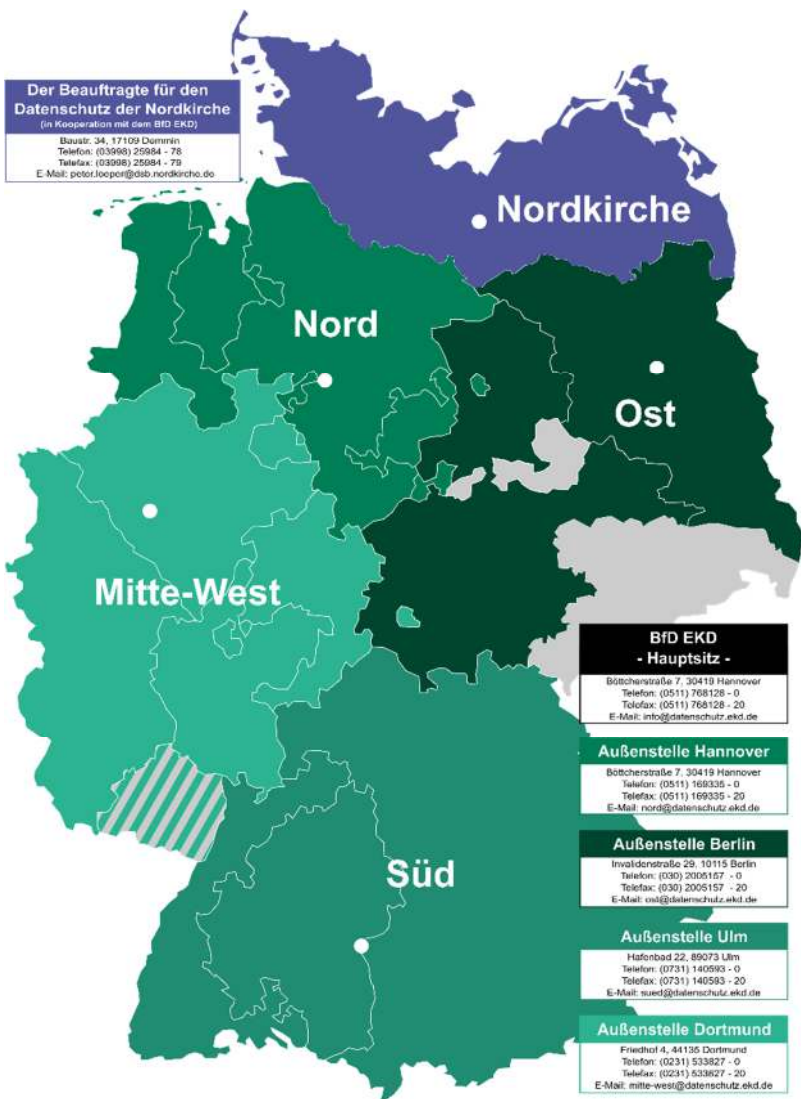 Der Beauftragte für den
Datenschutz der Nordkirche
(in Kooperation mit dem BfD EKD)
Baustr. 34, 17109 Demmin
Telefon: (03998) 25984 - 78
Telefax: (03998) 25984 - 79
E-Mail: peter.loeper@dsb.nordkirche.de
Nordkirche
Nord
Ost
Mitte-West
Süd
BfD EKD
- Hauptsitz -
Böttcherstraße 7, 30419 Hannover
Telefon: (0511) 768128 - 0
Telefax: (0511) 768128 - 20
E-Mail: info@datenschutz.ekd.de
Außenstelle Hannover
Böttcherstraße 7, 30419 Hannover
Telefon: (0511) 169335 - 0
Telefax: (0511) 169335 - 20
E-Mail: nord@datenschutz.ekd.de
Außenstelle Berlin
Invalidenstraße 29, 10115 Berlin
Telefon: (030) 2005157 - 0
Telefax: (030) 2005157 - 20
E-Mail: ost@datenschutz.ekd.de
Außenstelle Ulm
Hafenbad 22, 89073 Ulm
Telefon: (0731) 140593 - 0
Telefax: (0731) 140593 - 20
E-Mail: sued@datenschutz.ekd.de
Außenstelle Dortmund
Friedhof 4, 44135 Dortmund
Telefon: (0231) 533827 - 0
Telefax: (0231) 533827 - 20
E-Mail: mitte-west@datenschutz.ekd.de